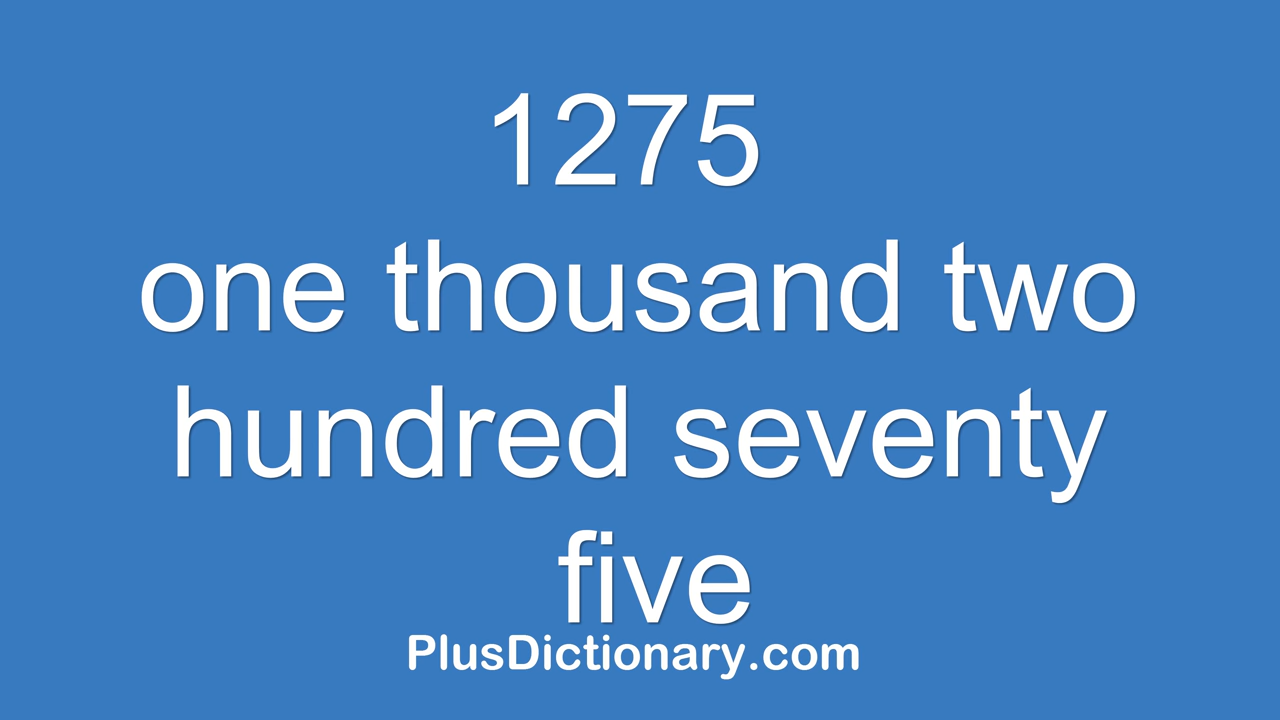 1275
one thousand two
hundred seventy
five
PlusDictionary.com